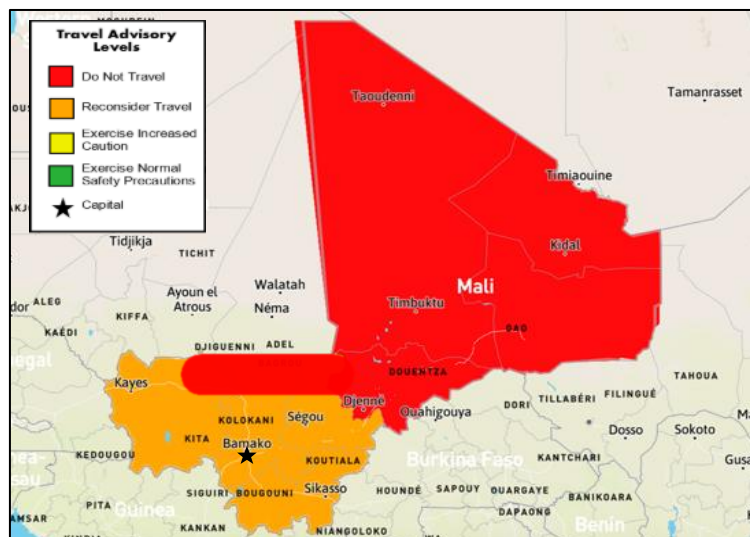 Travel Advisory
Levels
Do Not Travel
Reconsider Travel
Exercise Increased
Caution
Exercise Normal
Safety Precautions
Capital
Taoudenni
Tamanrasset
Timiaouine
Tidjikja
TICHIT
Kidal
Walatah
Mali
ALEG
Ayoun el
Atrous
Néma
Timbuktu
KIFFA
GAO
KAÉDI
ADEL
DJIGUENNI
TAHOUA
Kayes
DOUENTZA
FILINGUÉ
TILLABÉRI
DORI
Djenné
Ouahigouya
KOLOKANI
Ségou
KITA
Bamako
Dosso
Sokoto
KEDOUGOU
KOUTIALA
Burkina Faso
KANTCHARI
Gusa
Sikasso
SIGUIRI
BOUGOUNI
HOUNDÉ
SAPOUY
OUARGAYE
BANIKOARA
PITA
Guinea
DAPAONG
KANKAN
NIANGOLOKO
Benin